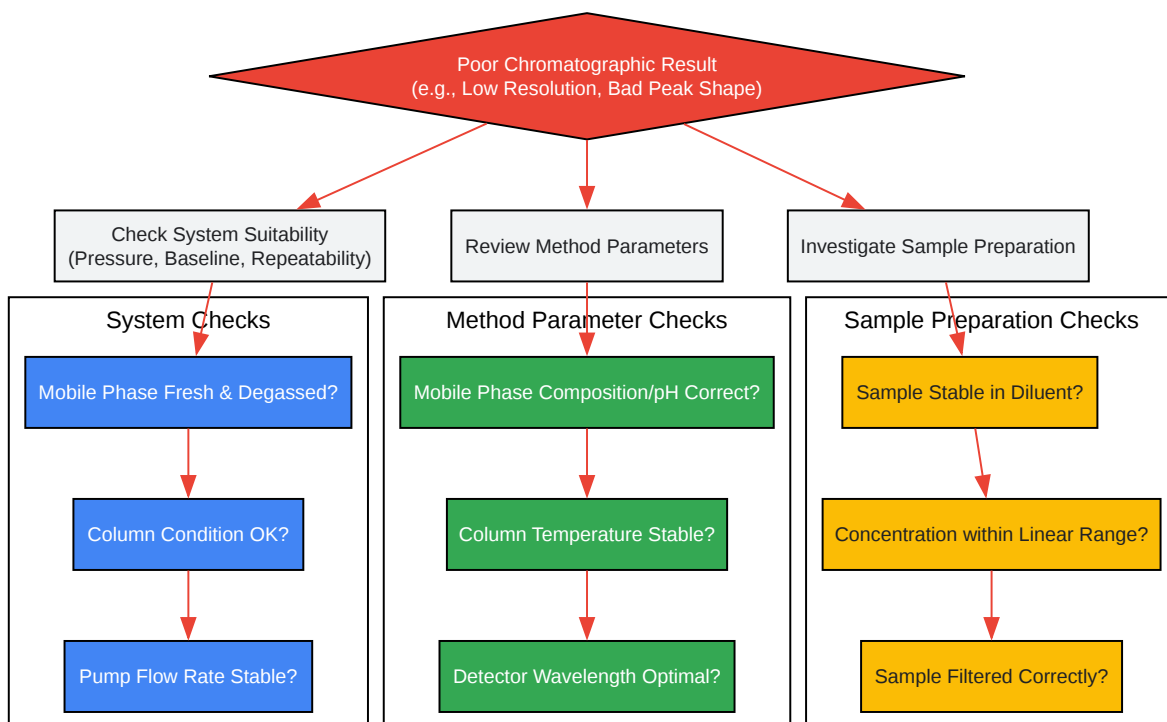 Poor Chromatographic Result
(e.g., Low Resolution, Bad Peak Shape)
Check System Suitability
(Pressure, Baseline, Repeatability)
Review Method Parameters
Investigate Sample Preparation
System Checks
Mobile Phase Fresh & Degassed?
Column Condition OK?
Pump Flow Rate Stable?
Method Parameter Checks
Mobile Phase Composition/pH Correct?
Column Temperature Stable?
Detector Wavelength Optimal?
Sample Preparation Checks
Sample Stable in Diluent?
Concentration within Linear Range?
Sample Filtered Correctly?